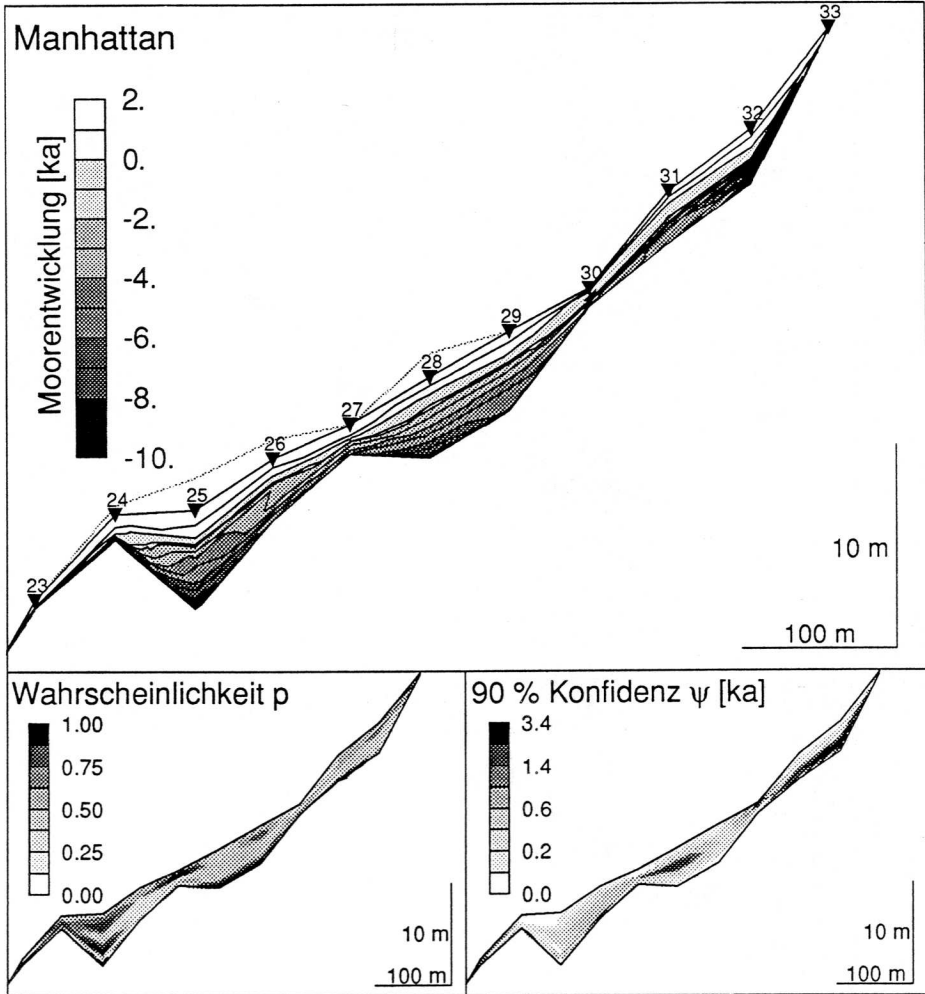 Manhattan
Moorentwicklung [ka]
2.
0.
-2.
-4.
-6.
-8.
-10.
33
32
31
30
29
28
27
26
25
24
23
10 m
100 m
Wahrscheinlichkeit p
1.00
0.75
0.50
0.25
0.00
10 m
100 m
90 % Konfidenz ψ [ka]
3.4
1.4
0.6
0.2
0.0
10 m
100 m